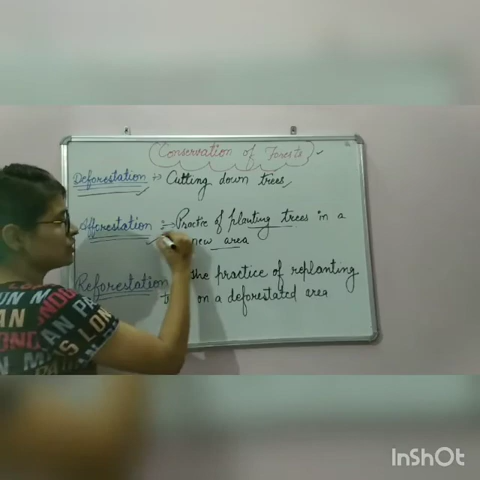 Conservation of Forests
Deforestation :- Cutting down trees
Afforestation :- Practice of planting trees in a
new area
Reforestation the practice of replanting
on a deforestated area
InShOt